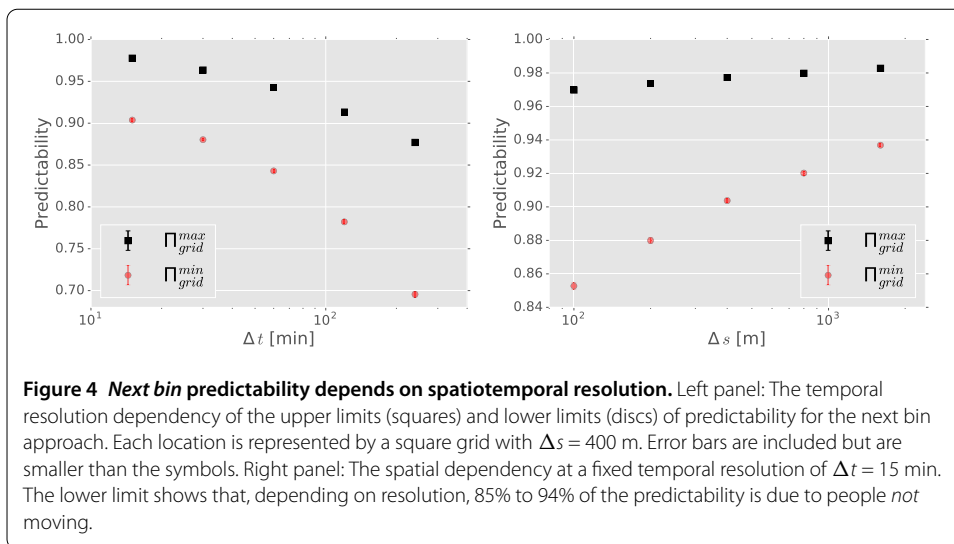 1.00
0.95
0.90
0.85
0.80
0.75
0.70
Predictability
Π max grid
Π min grid
10^1
10^2
Δt [min]
1.00
0.98
0.96
0.94
0.92
0.90
0.88
0.86
0.84
Predictability
Π max grid
Π min grid
10^2
10^3
Δs [m]
Figure 4 Next bin predictability depends on spatiotemporal resolution. Left panel: The temporal
resolution dependency of the upper limits (squares) and lower limits (discs) of predictability for the next bin
approach. Each location is represented by a square grid with Δs = 400 m. Error bars are included but are
smaller than the symbols. Right panel: The spatial dependency at a fixed temporal resolution of Δt = 15 min.
The lower limit shows that, depending on resolution, 85% to 94% of the predictability is due to people not
moving.